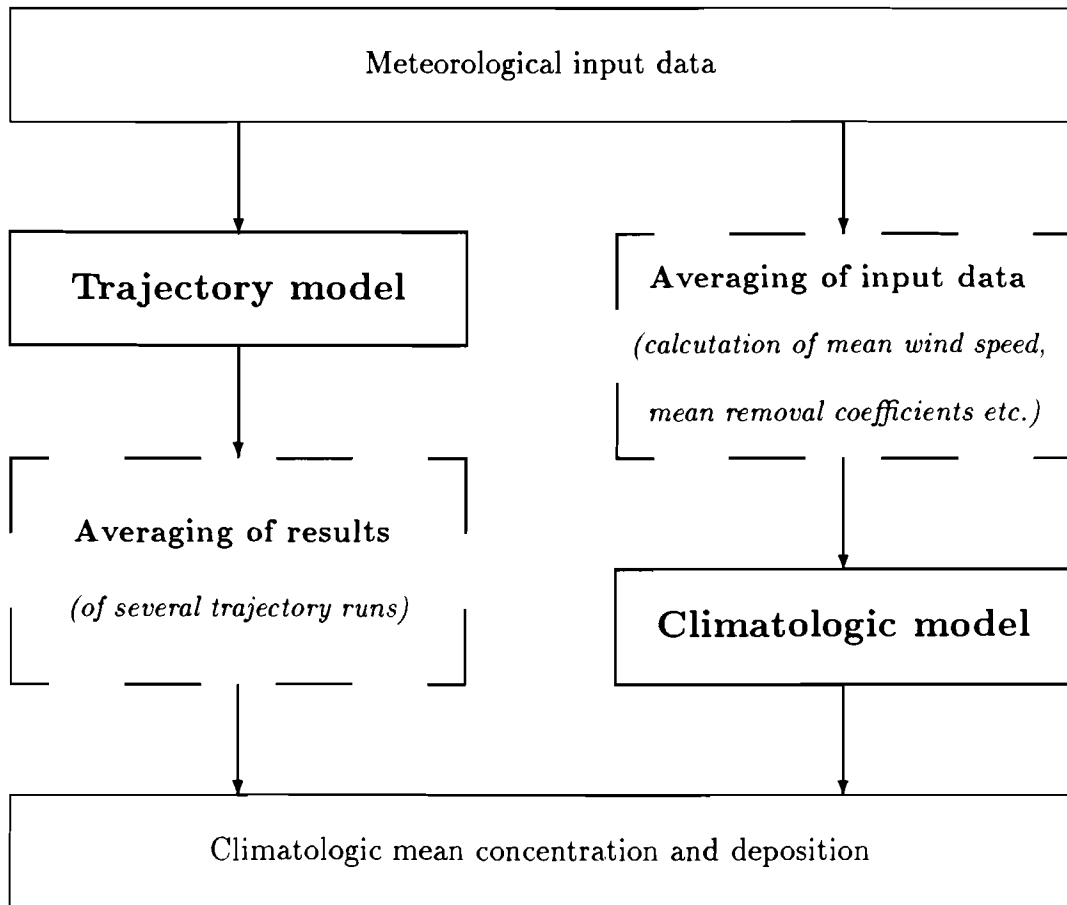 Meteorological input data
Trajectory model
Averaging of input data
(calcutation of mean wind speed,
mean removal coefficients etc.)
Averaging of results
(of several trajectory runs)
Climatologic model
Climatologic mean concentration and deposition